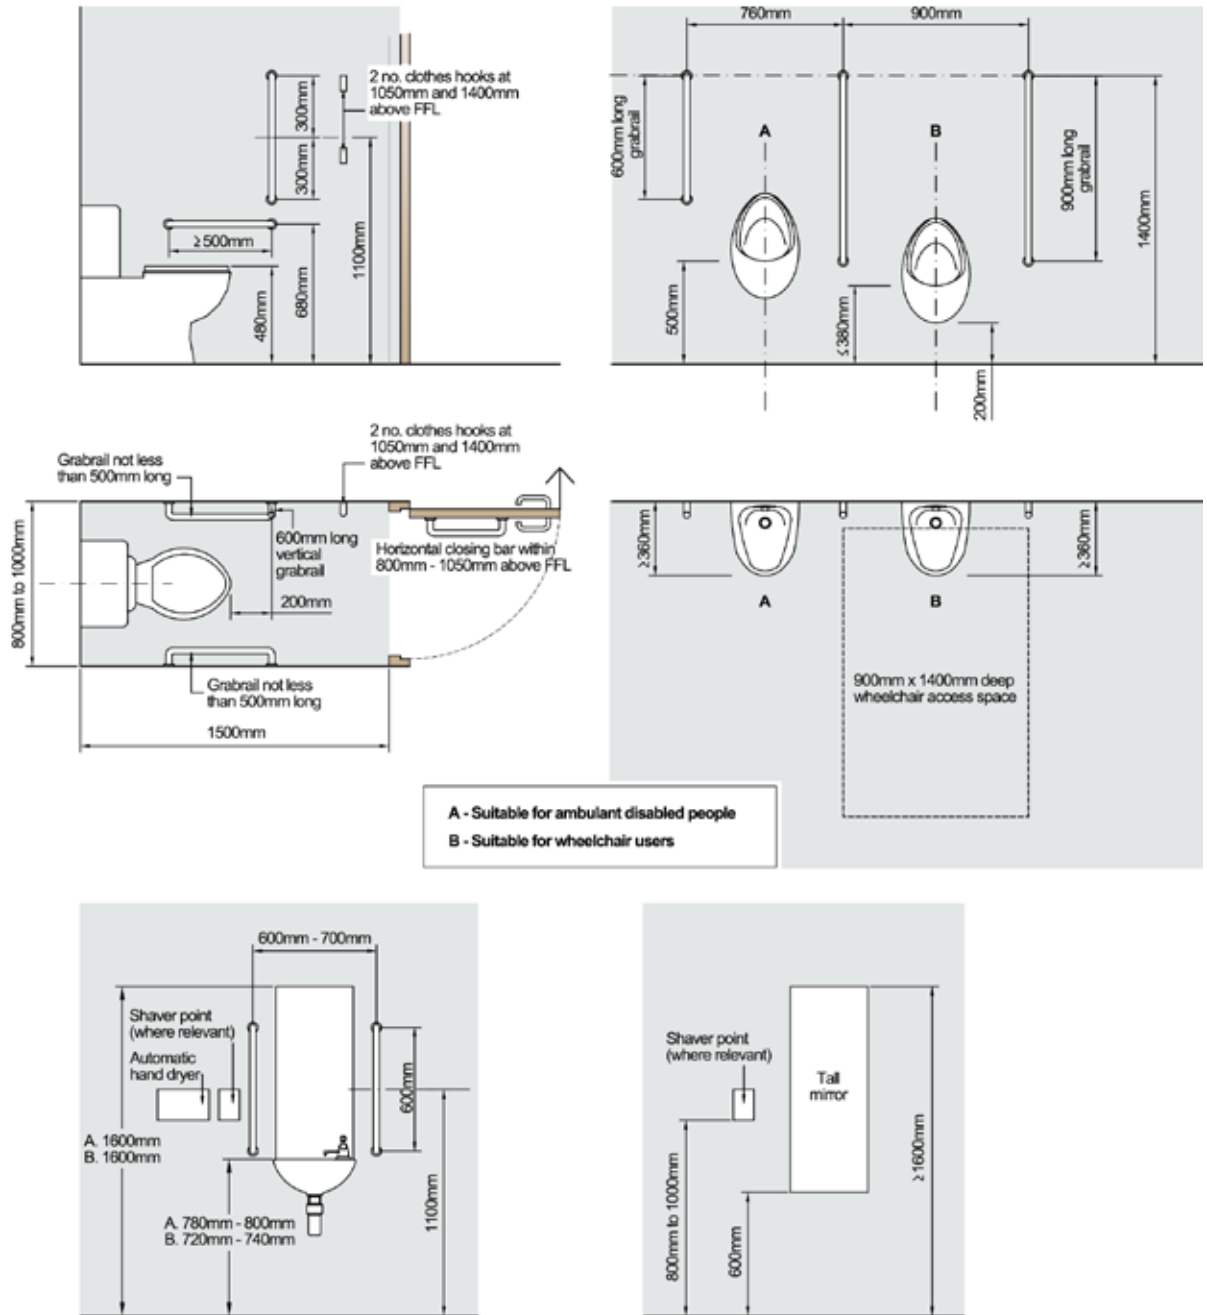 2 no. clothes hooks at
1050mm and 1400mm
above FFL
300mm
300mm
≥500mm
480mm
680mm
1100mm
760mm
900mm
600mm long
grabrail
A
B
900mm long
grabrail
1400mm
500mm
≤380mm
200mm
Grabrail not less
than 500mm long
2 no. clothes hooks at
1050mm and 1400mm
above FFL
600mm long
vertical
grabrail
Horizontal closing bar within
800mm - 1050mm above FFL
200mm
800mm to 1000mm
Grabrail not less
than 500mm long
1500mm
≥360mm
≥360mm
A
B
900mm x 1400mm deep
wheelchair access space
A - Suitable for ambulant disabled people
B - Suitable for wheelchair users
600mm - 700mm
Shaver point
(where relevant)
Automatic
hand dryer
600mm
A. 1600mm
B. 1600mm
A. 780mm - 800mm
B. 720mm - 740mm
1100mm
Shaver point
(where relevant)
Tall
mirror
800mm to 1000mm
600mm
≥1600mm